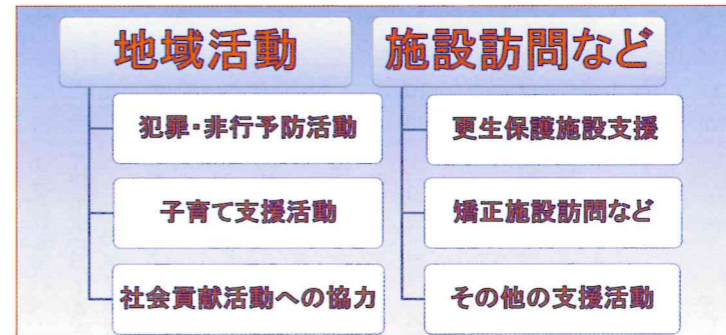 地域活動
犯罪・非行予防活動
子育て支援活動
社会貢献活動への協力
施設訪問など
更生保護施設支援
矯正施設訪問など
その他の支援活動